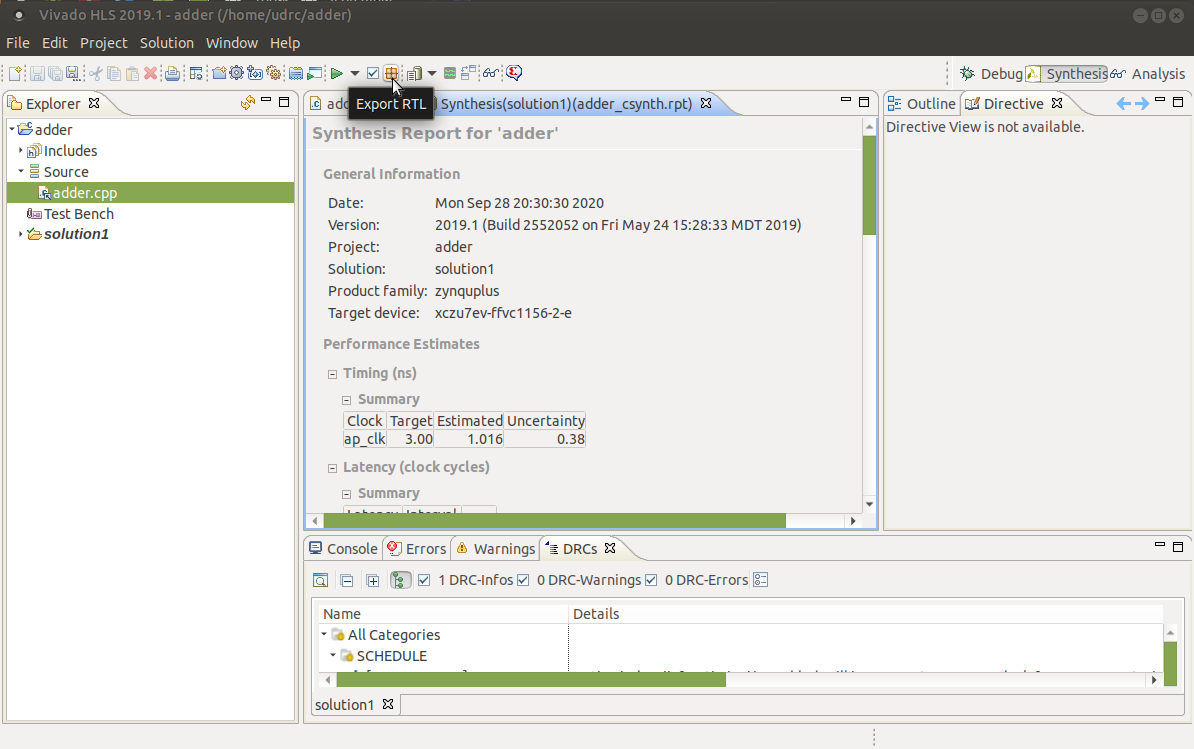 Vivado HLS 2019.1 - adder (/home/udrc/adder)
File Edit Project Solution Window Help
Debug Synthesis Analysis
Explorer
Export RTL
Synthesis(solution1)(adder_csynth.rpt)
Outline Directive
adder
Includes
Source
adder.cpp
Test Bench
solution1
Synthesis Report for 'adder'
General Information
Date: Mon Sep 28 20:30:30 2020
Version: 2019.1 (Build 2552052 on Fri May 24 15:28:33 MDT 2019)
Project: adder
Solution: solution1
Product family: zynquplus
Target device: xczu7ev-ffvc1156-2-e
Performance Estimates
Timing (ns)
Summary
Clock Target Estimated Uncertainty
ap_clk 3.00 1.016 0.38
Latency (clock cycles)
Summary
Latency Interval
Directive View is not available.
Console Errors Warnings DRCs
1 DRC-Infos 0 DRC-Warnings 0 DRC-Errors
Name Details
All Categories
SCHEDULE
solution1